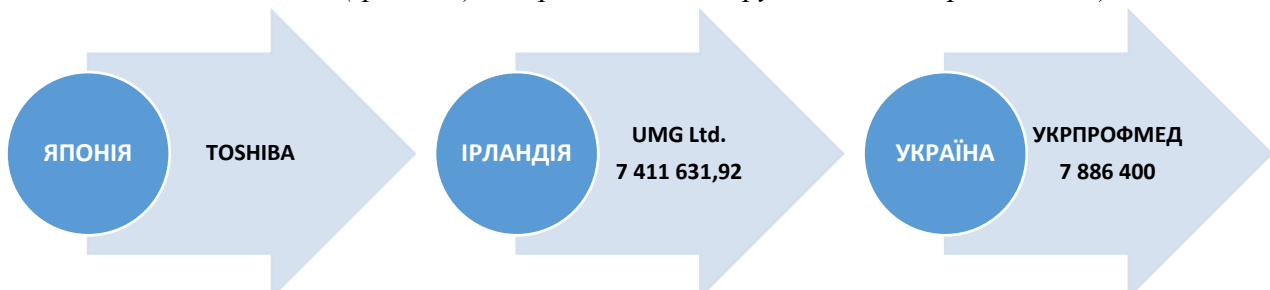 ЯПОНІЯ
TOSHIBA
ІРЛАНДІЯ
UMG Ltd.
7 411 631,92
УКРАЇНА
УКРПРОФМЕД
7 886 400